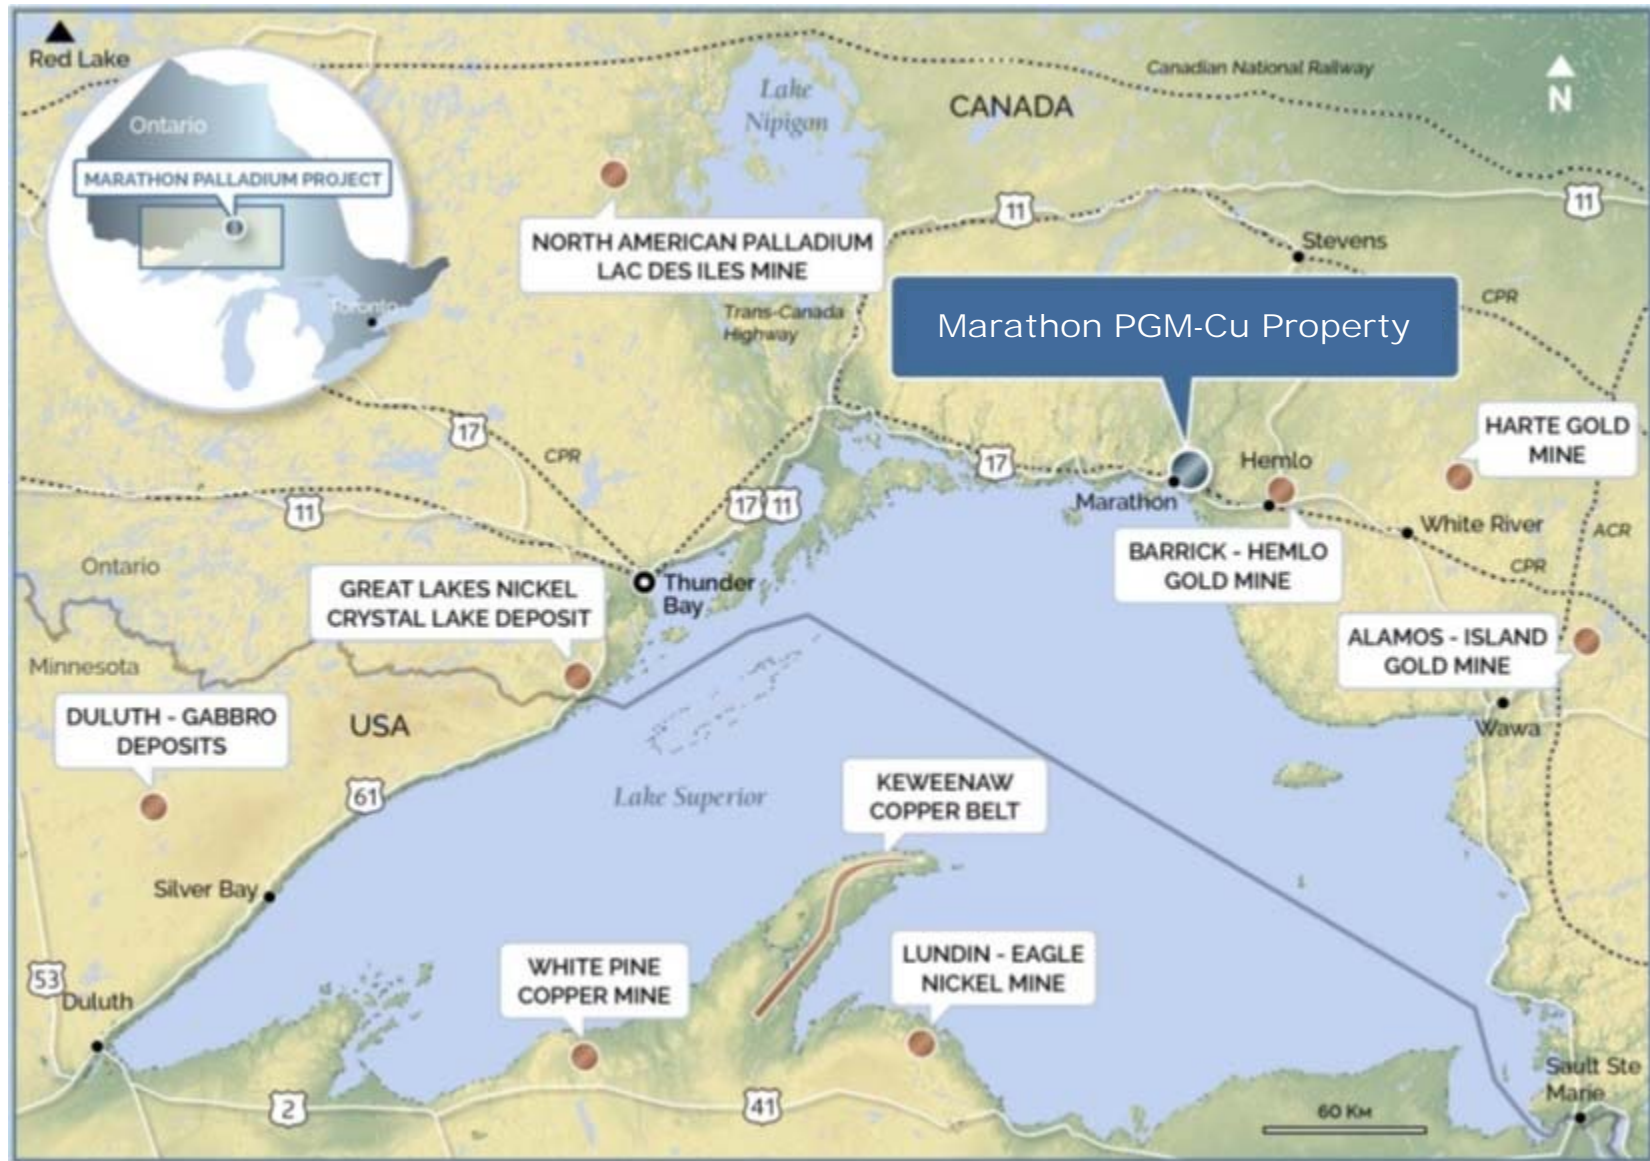 Red Lake
Ontario
MARATHON PALLADIUM PROJECT
Toronto
Lake
Nipigon
CANADA
Canadian National Railway
N
11
11
NORTH AMERICAN PALLADIUM
LAC DES ILES MINE
Stevens
Trans-Canada
Highway
Marathon PGM-Cu Property
CPR
17
CPR
HARTE GOLD
MINE
17
Hemlo
11
17 11
Marathon
White River
ACR
BARRICK - HEMLO
GOLD MINE
CPR
Ontario
GREAT LAKES NICKEL
CRYSTAL LAKE DEPOSIT
Thunder
Bay
ALAMOS - ISLAND
GOLD MINE
Minnesota
DULUTH - GABBRO
DEPOSITS
USA
Wawa
61
Lake Superior
KEWEENAW
COPPER BELT
Silver Bay
WHITE PINE
COPPER MINE
LUNDIN - EAGLE
NICKEL MINE
53
Duluth
2
41
60 KM
Sault Ste
Marie